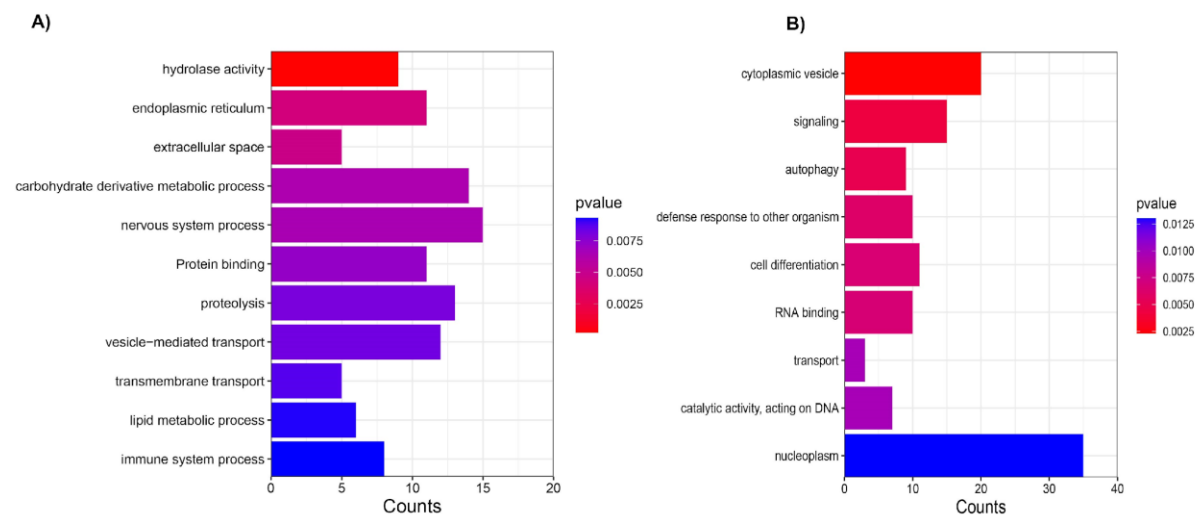 A)
hydrolase activity
endoplasmic reticulum
extracellular space
carbohydrate derivative metabolic process
nervous system process
Protein binding
proteolysis
vesicle−mediated transport
transmembrane transport
lipid metabolic process
immune system process
0 5 10 15 20
Counts
pvalue
0.0075
0.0050
0.0025
B)
cytoplasmic vesicle
signaling
autophagy
defense response to other organism
cell differentiation
RNA binding
transport
catalytic activity, acting on DNA
nucleoplasm
0 10 20 30 40
Counts
pvalue
0.0125
0.0100
0.0075
0.0050
0.0025